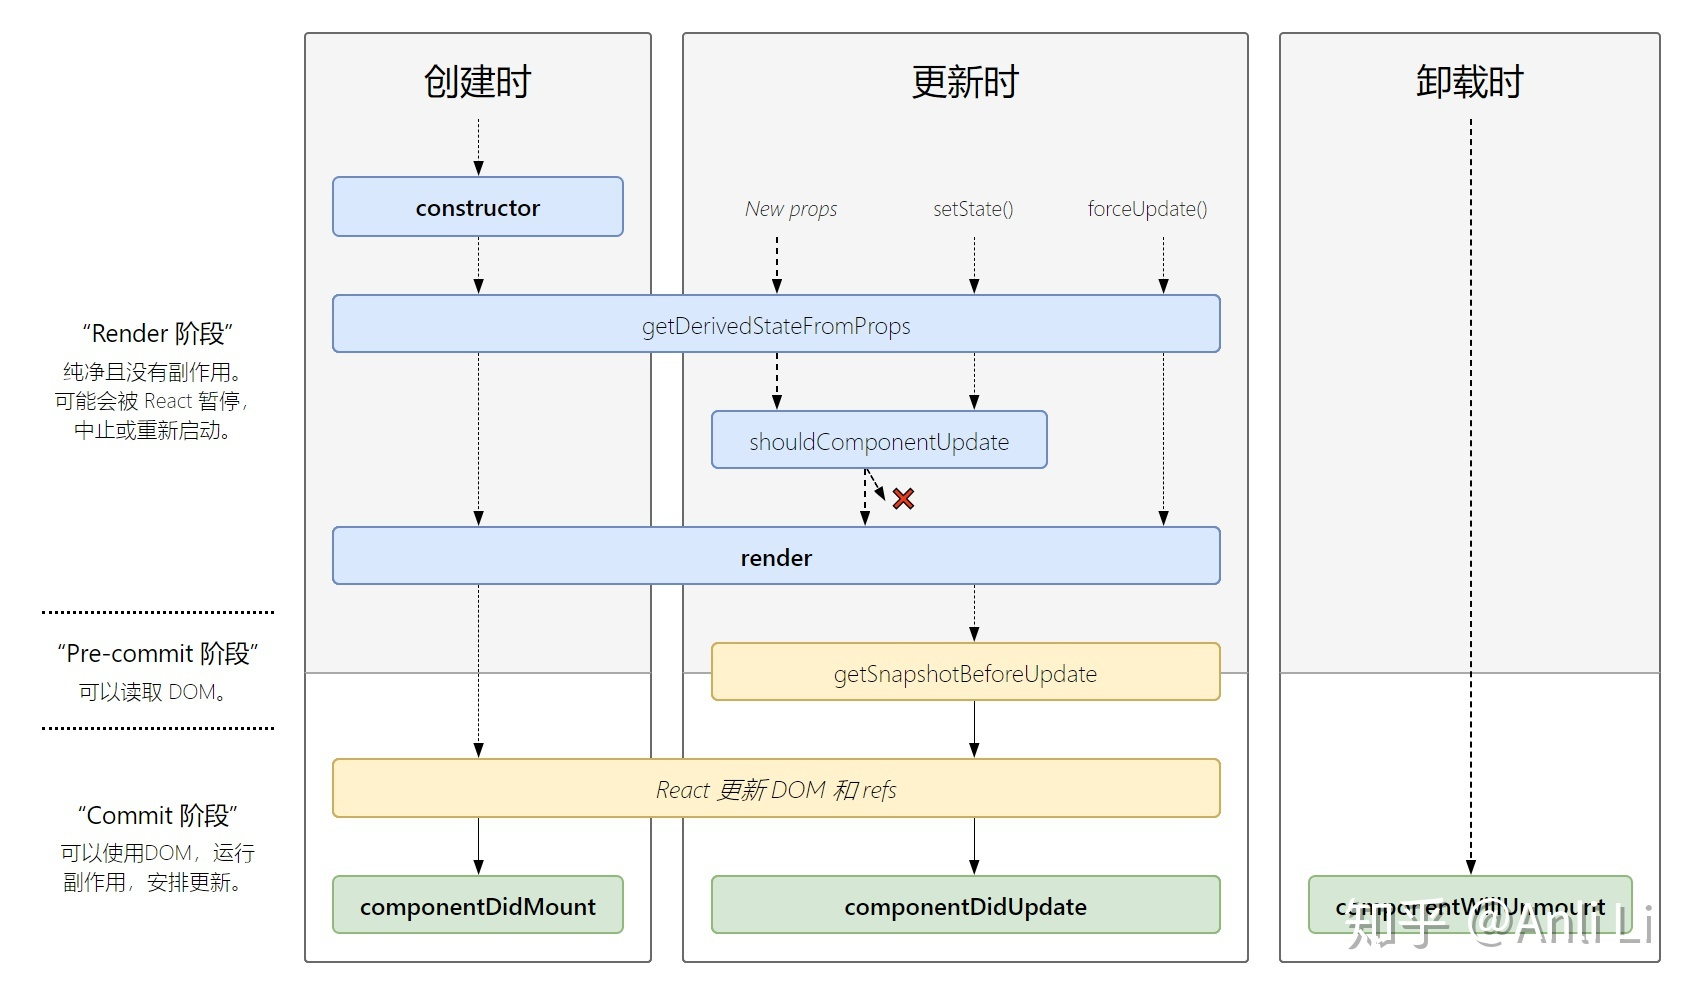 创建时
更新时
卸载时
constructor
New props
setState()
forceUpdate()
getDerivedStateFromProps
“Render 阶段”
纯净且没有副作用。
可能会被 React 暂停，
中止或重新启动。
shouldComponentUpdate
render
“Pre-commit 阶段”
可以读取 DOM。
getSnapshotBeforeUpdate
React 更新 DOM 和 refs
“Commit 阶段”
可以使用DOM，运行
副作用，安排更新。
componentDidMount
componentDidUpdate
componentWillUnmount
知乎 @Anli Li